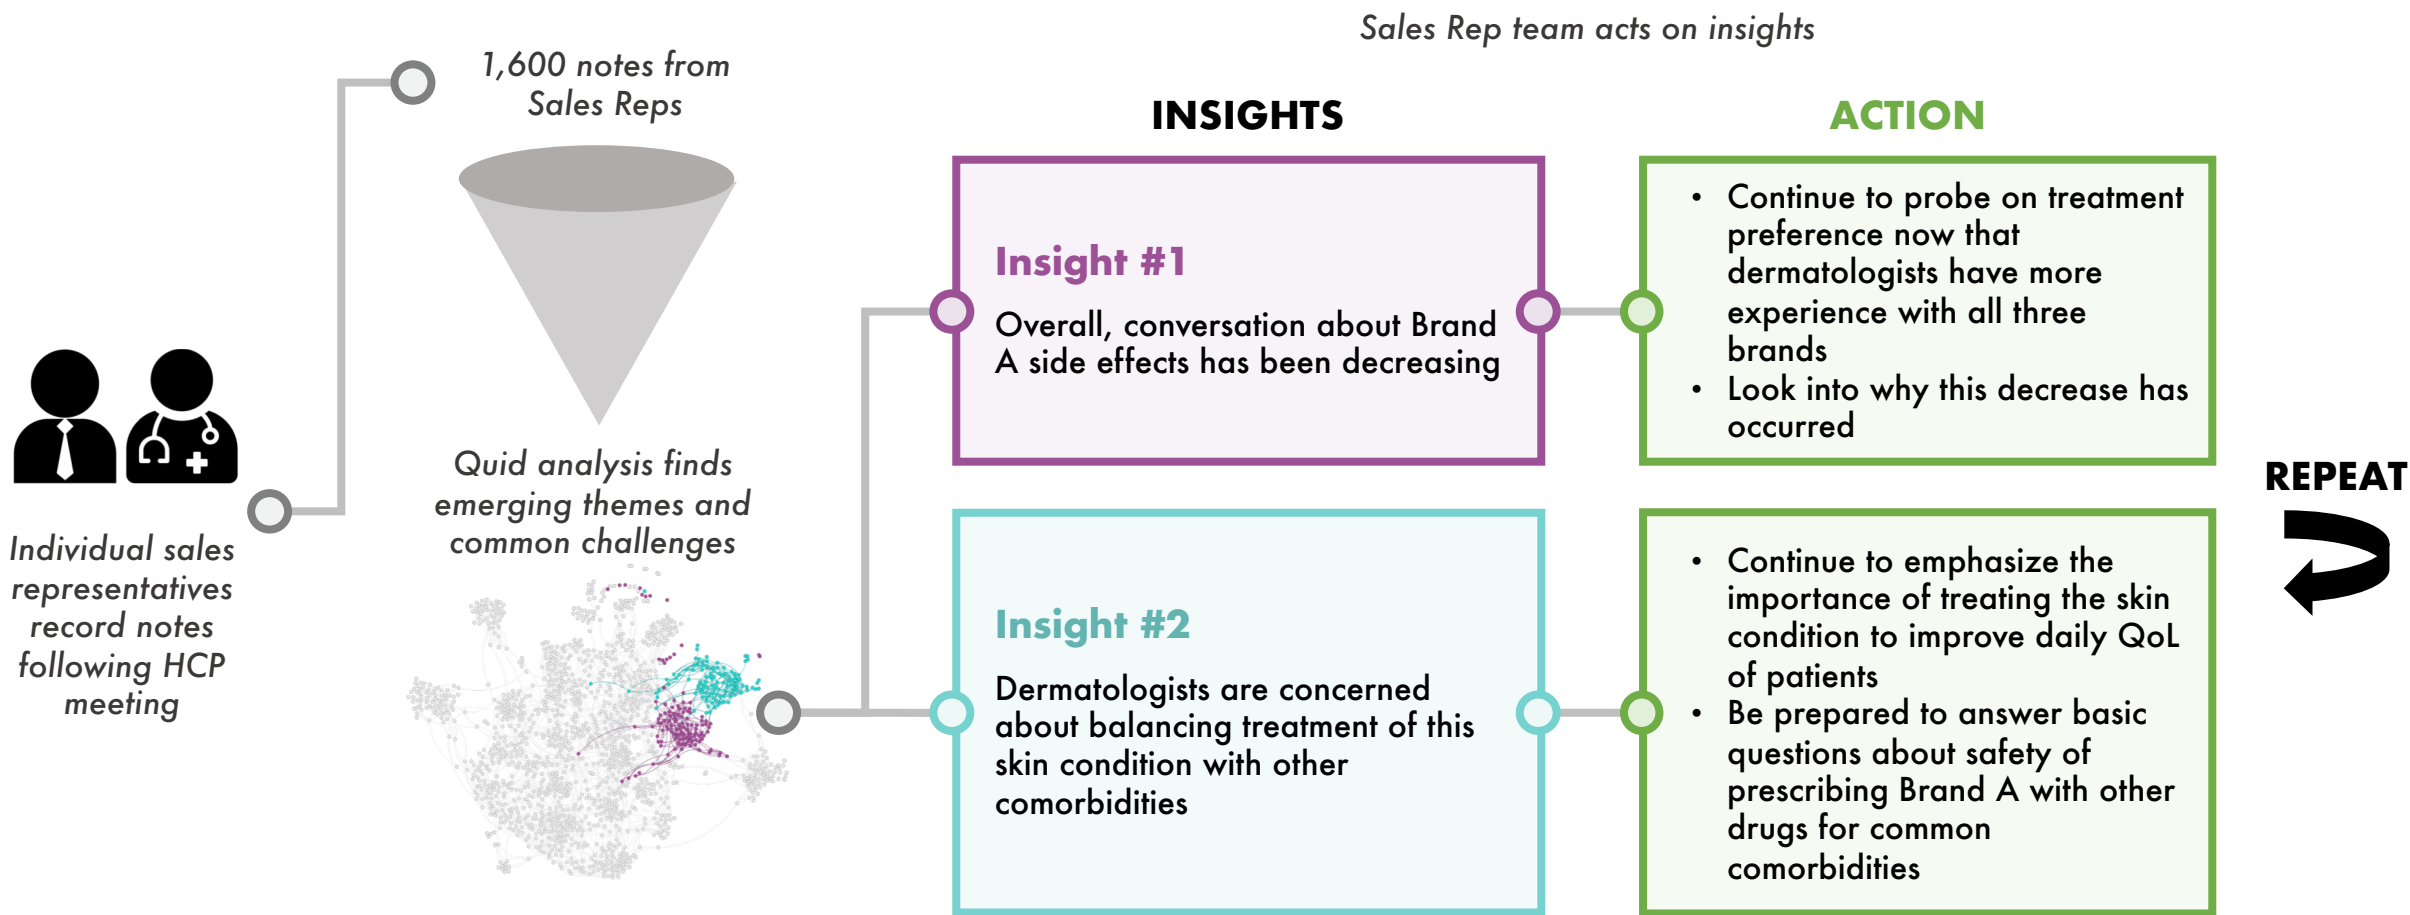 Sales Rep team acts on insights
1,600 notes from
Sales Reps
Individual sales
representatives
record notes
following HCP
meeting
Quid analysis finds
emerging themes and
common challenges
INSIGHTS
Insight #1
Overall, conversation about Brand
A side effects has been decreasing
Insight #2
Dermatologists are concerned
about balancing treatment of this
skin condition with other
comorbidities
ACTION
• Continue to probe on treatment
preference now that
dermatologists have more
experience with all three
brands
• Look into why this decrease has
occurred
• Continue to emphasize the
importance of treating the skin
condition to improve daily QoL
of patients
• Be prepared to answer basic
questions about safety of
prescribing Brand A with other
drugs for common
comorbidities
REPEAT